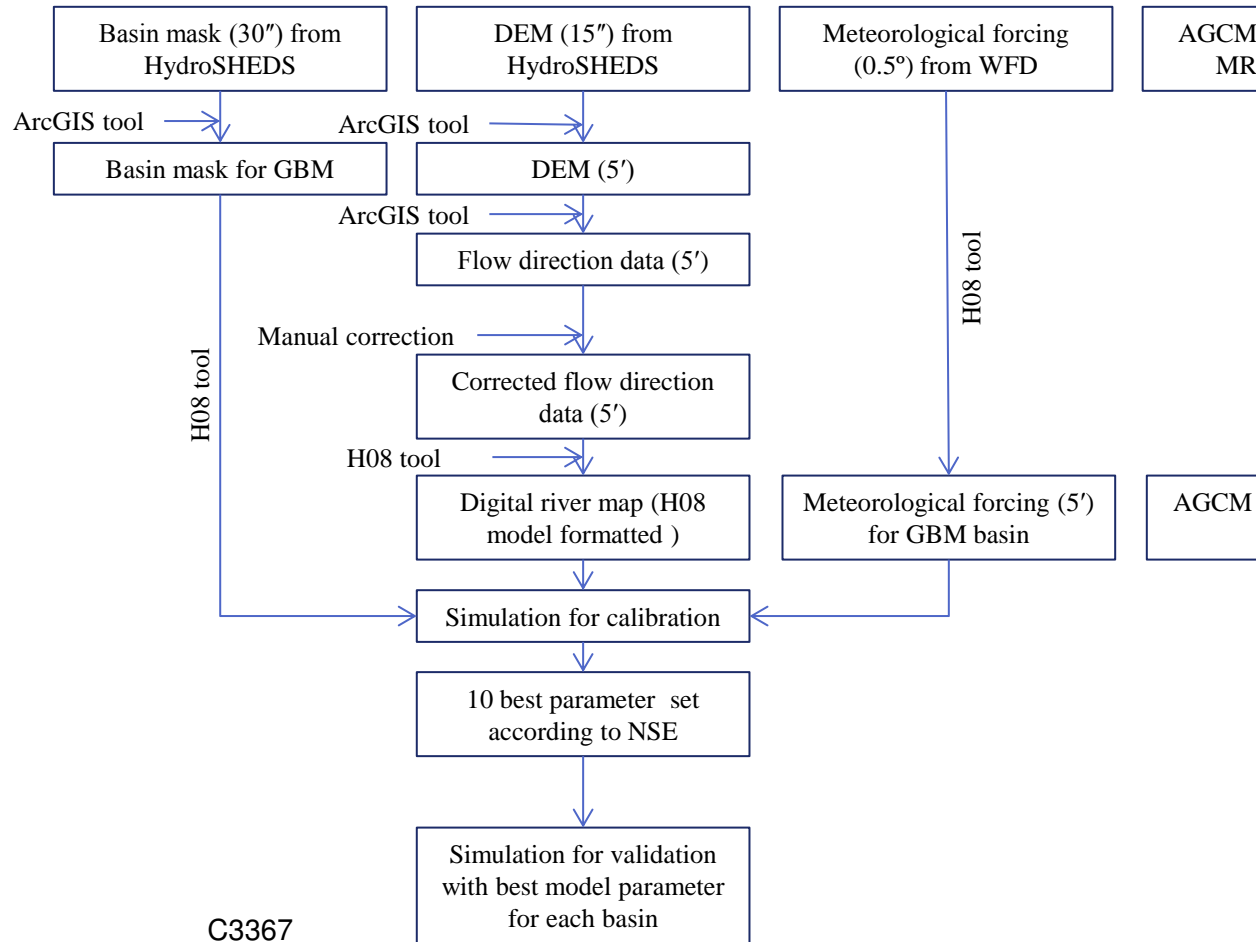 Basin mask (30″) from
HydroSHEDS
DEM (15″) from
HydroSHEDS
Meteorological forcing
(0.5°) from WFD
AGCM
MR
ArcGIS tool
ArcGIS tool
Basin mask for GBM
DEM (5′)
ArcGIS tool
Flow direction data (5′)
H08 tool
Manual correction
H08 tool
Corrected flow direction
data (5′)
H08 tool
Digital river map (H08
model formatted )
Meteorological forcing (5′)
for GBM basin
AGCM
Simulation for calibration
10 best parameter set
according to NSE
Simulation for validation
with best model parameter
for each basin
C3367